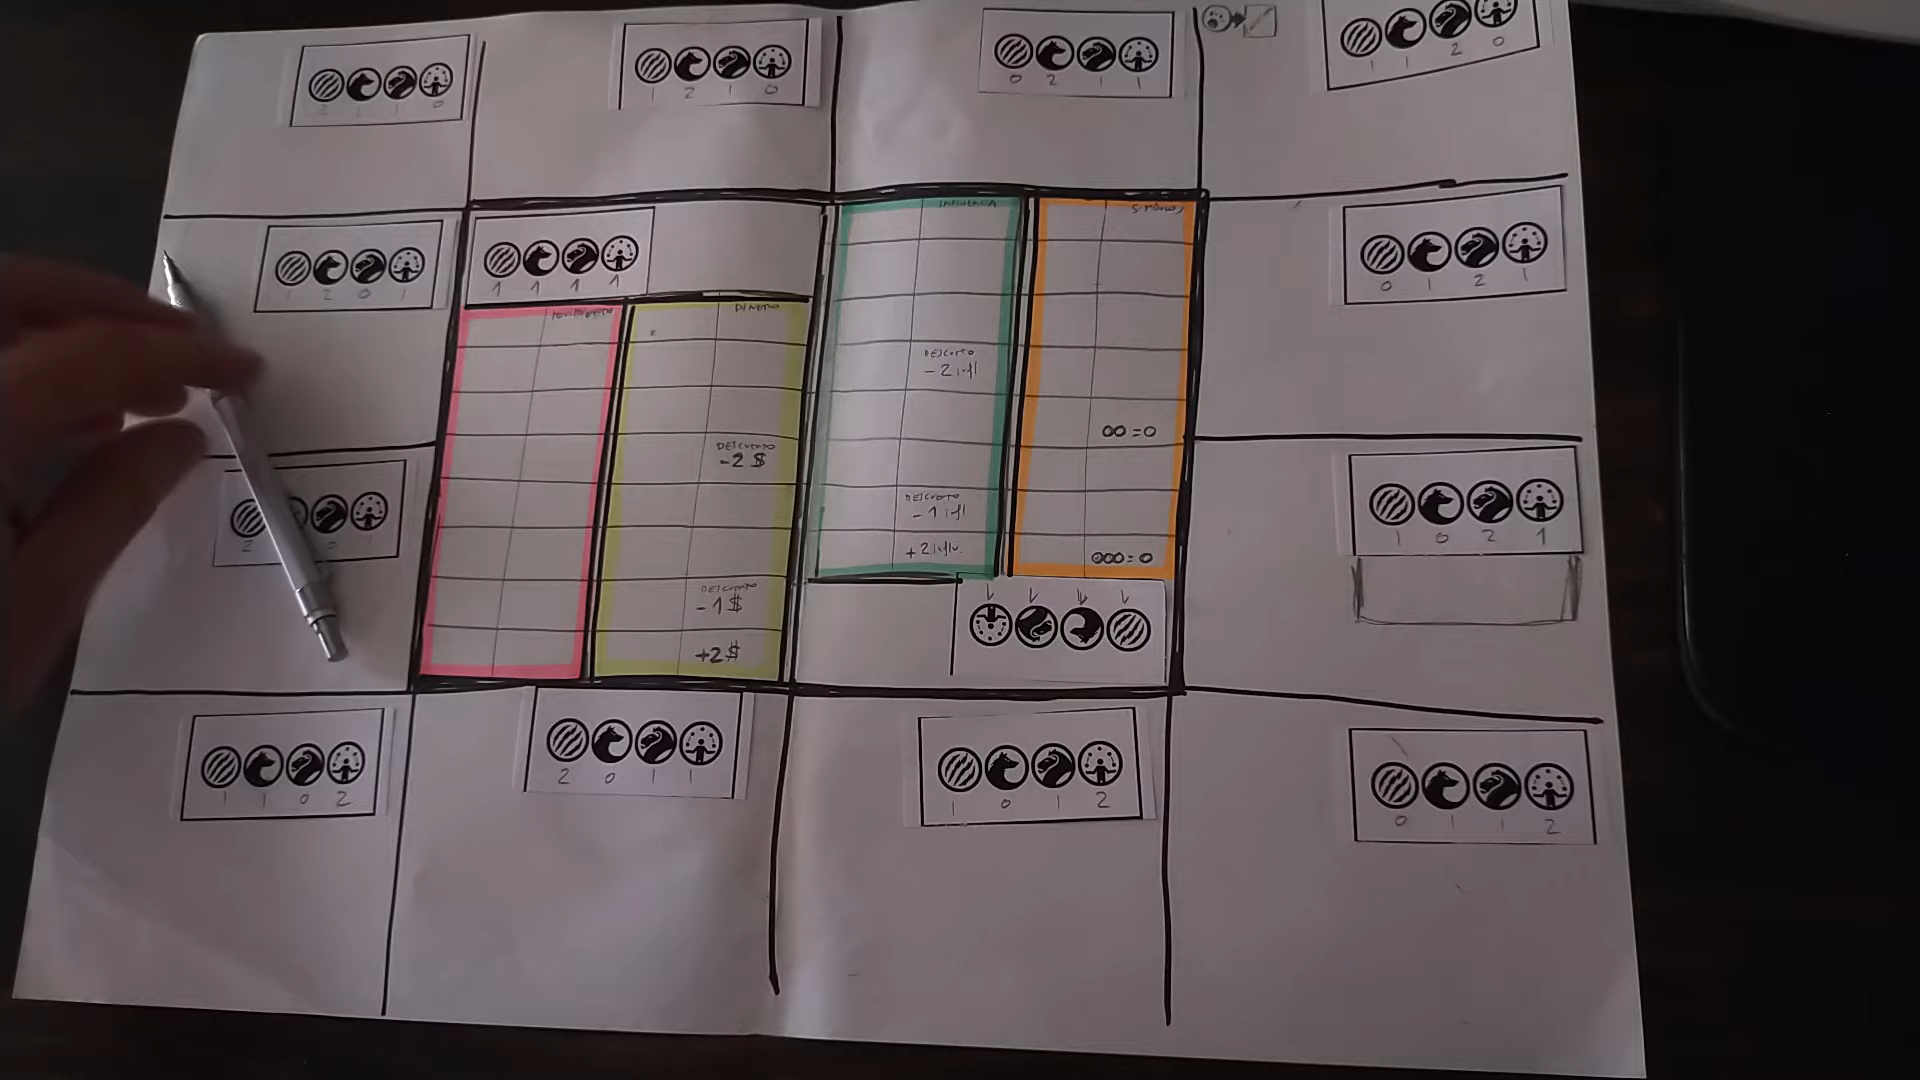 2 1 1 0
1 2 1 0
0 2 1 1
1 1 2 0
1 2 0 1
1 1 1 1
0 1 2 1
DINERO
DESCUENTO
-2 $
DESCUENTO
-1 $
+2$
DESCUENTO
- 2 infl
DESCUENTO
- 1 infl
+ 2 influ.
OO = 0
OOO = 0
1 0 2 1
1 1 0 2
2 0 1 1
1 0 1 2
0 1 1 2